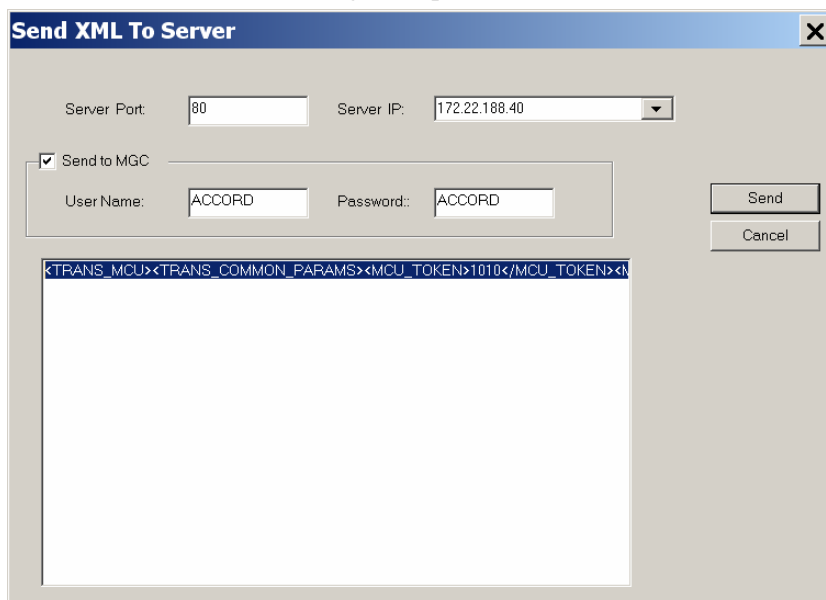 Send XML To Server
Server Port: 80 Server IP: 172.22.188.40
Send to MGC
User Name: ACCORD Password:: ACCORD
Send
Cancel
<TRANS_MCU><TRANS_COMMON_PARAMS><MCU_TOKEN>1010</MCU_TOKEN><M